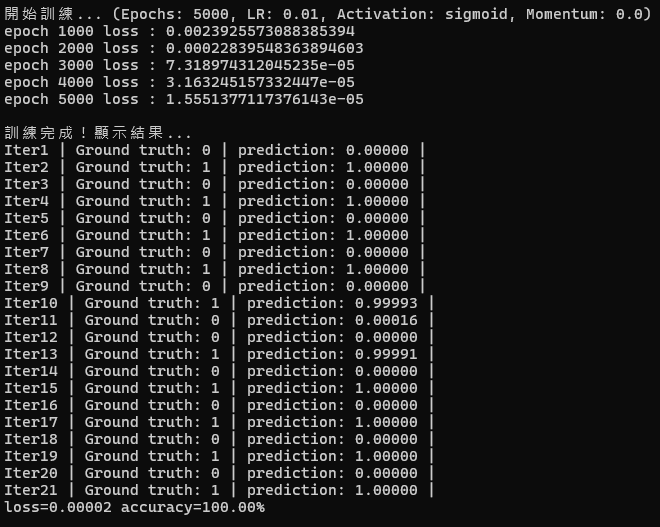 開始訓練... (Epochs: 5000, LR: 0.01, Activation: sigmoid, Momentum: 0.0)
epoch 1000 loss : 0.0023925573088385394
epoch 2000 loss : 0.00022839548363894603
epoch 3000 loss : 7.318974312045235e-05
epoch 4000 loss : 3.163245157332447e-05
epoch 5000 loss : 1.5551377117376143e-05

訓練完成！顯示結果...
Iter1 | Ground truth: 0 | prediction: 0.00000 |
Iter2 | Ground truth: 1 | prediction: 1.00000 |
Iter3 | Ground truth: 0 | prediction: 0.00000 |
Iter4 | Ground truth: 1 | prediction: 1.00000 |
Iter5 | Ground truth: 0 | prediction: 0.00000 |
Iter6 | Ground truth: 1 | prediction: 1.00000 |
Iter7 | Ground truth: 0 | prediction: 0.00000 |
Iter8 | Ground truth: 1 | prediction: 1.00000 |
Iter9 | Ground truth: 0 | prediction: 0.00000 |
Iter10 | Ground truth: 1 | prediction: 0.99993 |
Iter11 | Ground truth: 0 | prediction: 0.00016 |
Iter12 | Ground truth: 0 | prediction: 0.00000 |
Iter13 | Ground truth: 1 | prediction: 0.99991 |
Iter14 | Ground truth: 0 | prediction: 0.00000 |
Iter15 | Ground truth: 1 | prediction: 1.00000 |
Iter16 | Ground truth: 0 | prediction: 0.00000 |
Iter17 | Ground truth: 1 | prediction: 1.00000 |
Iter18 | Ground truth: 0 | prediction: 0.00000 |
Iter19 | Ground truth: 1 | prediction: 1.00000 |
Iter20 | Ground truth: 0 | prediction: 0.00000 |
Iter21 | Ground truth: 1 | prediction: 1.00000 |
loss=0.00002 accuracy=100.00%